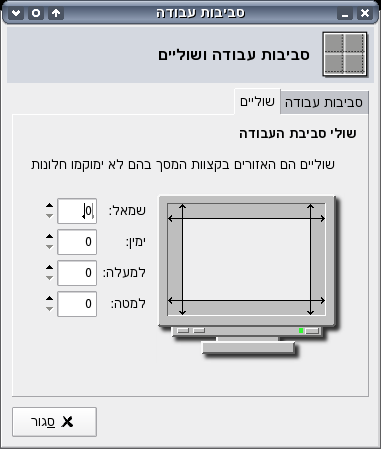 סביבות עבודה
סביבות עבודה ושוליים
סביבות עבודה
שוליים
שולי סביבת העבודה
שוליים הם האזורים בקצוות המסך בהם לא ימוקמו חלונות
שמאל: 0
ימין: 0
למעלה: 0
למטה: 0
סגור